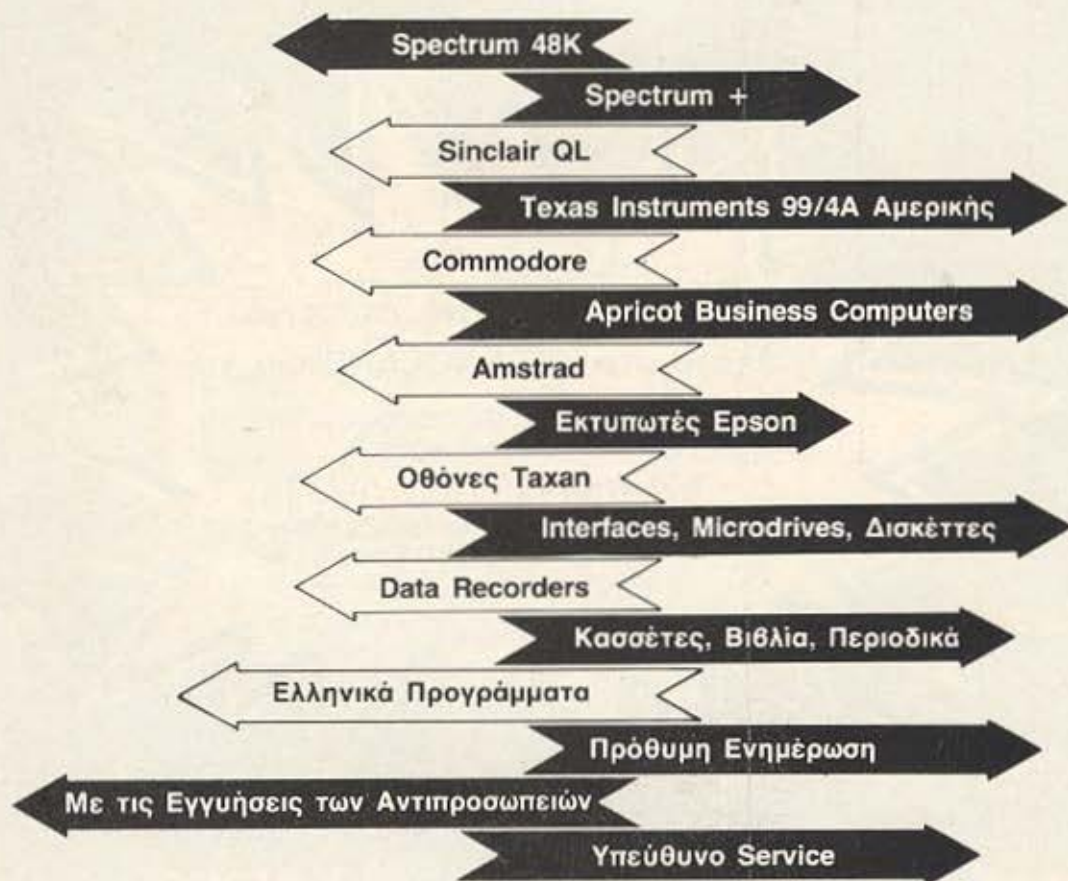 Spectrum 48K
Spectrum +
Sinclair QL
Texas Instruments 99/4A Αμερικής
Commodore
Apricot Business Computers
Amstrad
Εκτυπωτές Epson
Οθόνες Taxan
Interfaces, Microdrives, Δισκέττες
Data Recorders
Κασσέτες, Βιβλία, Περιοδικά
Ελληνικά Προγράμματα
Πρόθυμη Ενημέρωση
Με τις Εγγυήσεις των Αντιπροσωπειών
Υπεύθυνο Service